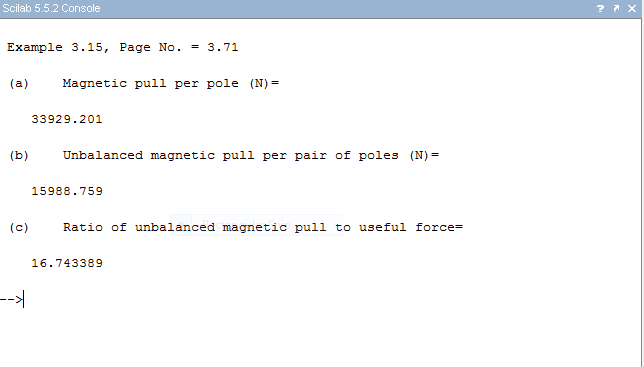 Scilab 5.5.2 Console
Example 3.15, Page No. = 3.71
(a) Magnetic pull per pole (N)=
33929.201
(b) Unbalanced magnetic pull per pair of poles (N)=
15988.759
(c) Ratio of unbalanced magnetic pull to useful force=
16.743389
-->